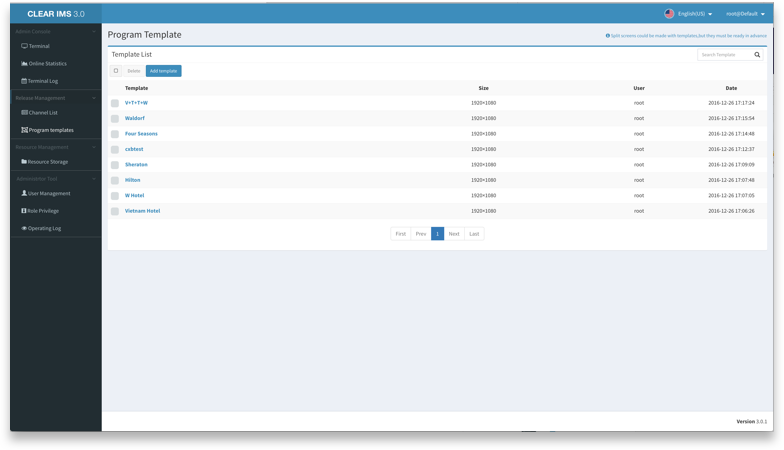 CLEAR IMS 3.0
English(US)
root@Default
Admin Console
Terminal
Online Statistics
Terminal Log
Release Management
Channel List
Program templates
Resource Management
Resource Storage
Administrator Tool
User Management
Role Privilege
Operating Log
Program Template
Split screens could be made with templates,but they must be ready in advance
Template List
Search Template
Delete
Add template
Template Size User Date
V+T+T+W 1920×1080 root 2016-12-26 17:17:24
Waldorf 1920×1080 root 2016-12-26 17:15:54
Four Seasons 1920×1080 root 2016-12-26 17:14:48
csbtest 1920×1080 root 2016-12-26 17:12:37
Sheraton 1920×1080 root 2016-12-26 17:09:09
Hilton 1920×1080 root 2016-12-26 17:07:48
W Hotel 1920×1080 root 2016-12-26 17:07:05
Vietnam Hotel 1920×1080 root 2016-12-26 17:06:26
First Prev 1 Next Last
Version 3.0.1